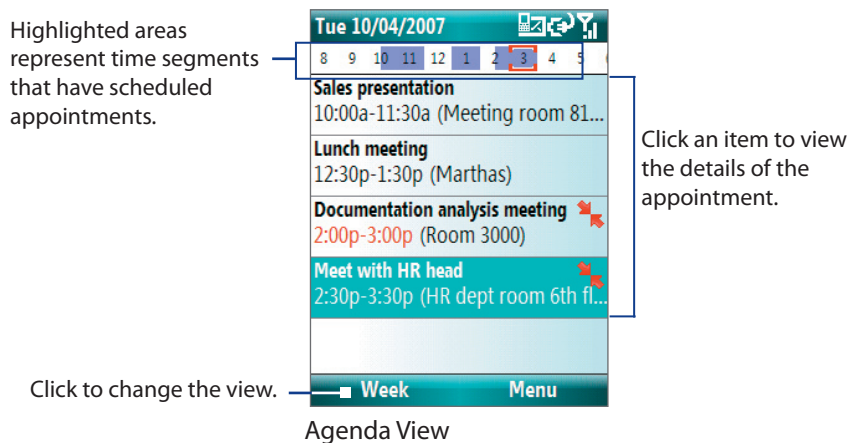 Highlighted areas
represent time segments
that have scheduled
appointments.
Tue 10/04/2007
8 9 10 11 12 1 2 3 4 5
Sales presentation
10:00a-11:30a (Meeting room 81...
Lunch meeting
12:30p-1:30p (Marthas)
Documentation analysis meeting
2:00p-3:00p (Room 3000)
Meet with HR head
2:30p-3:30p (HR dept room 6th fl...
Click an item to view
the details of the
appointment.
Click to change the view.
Week Menu
Agenda View